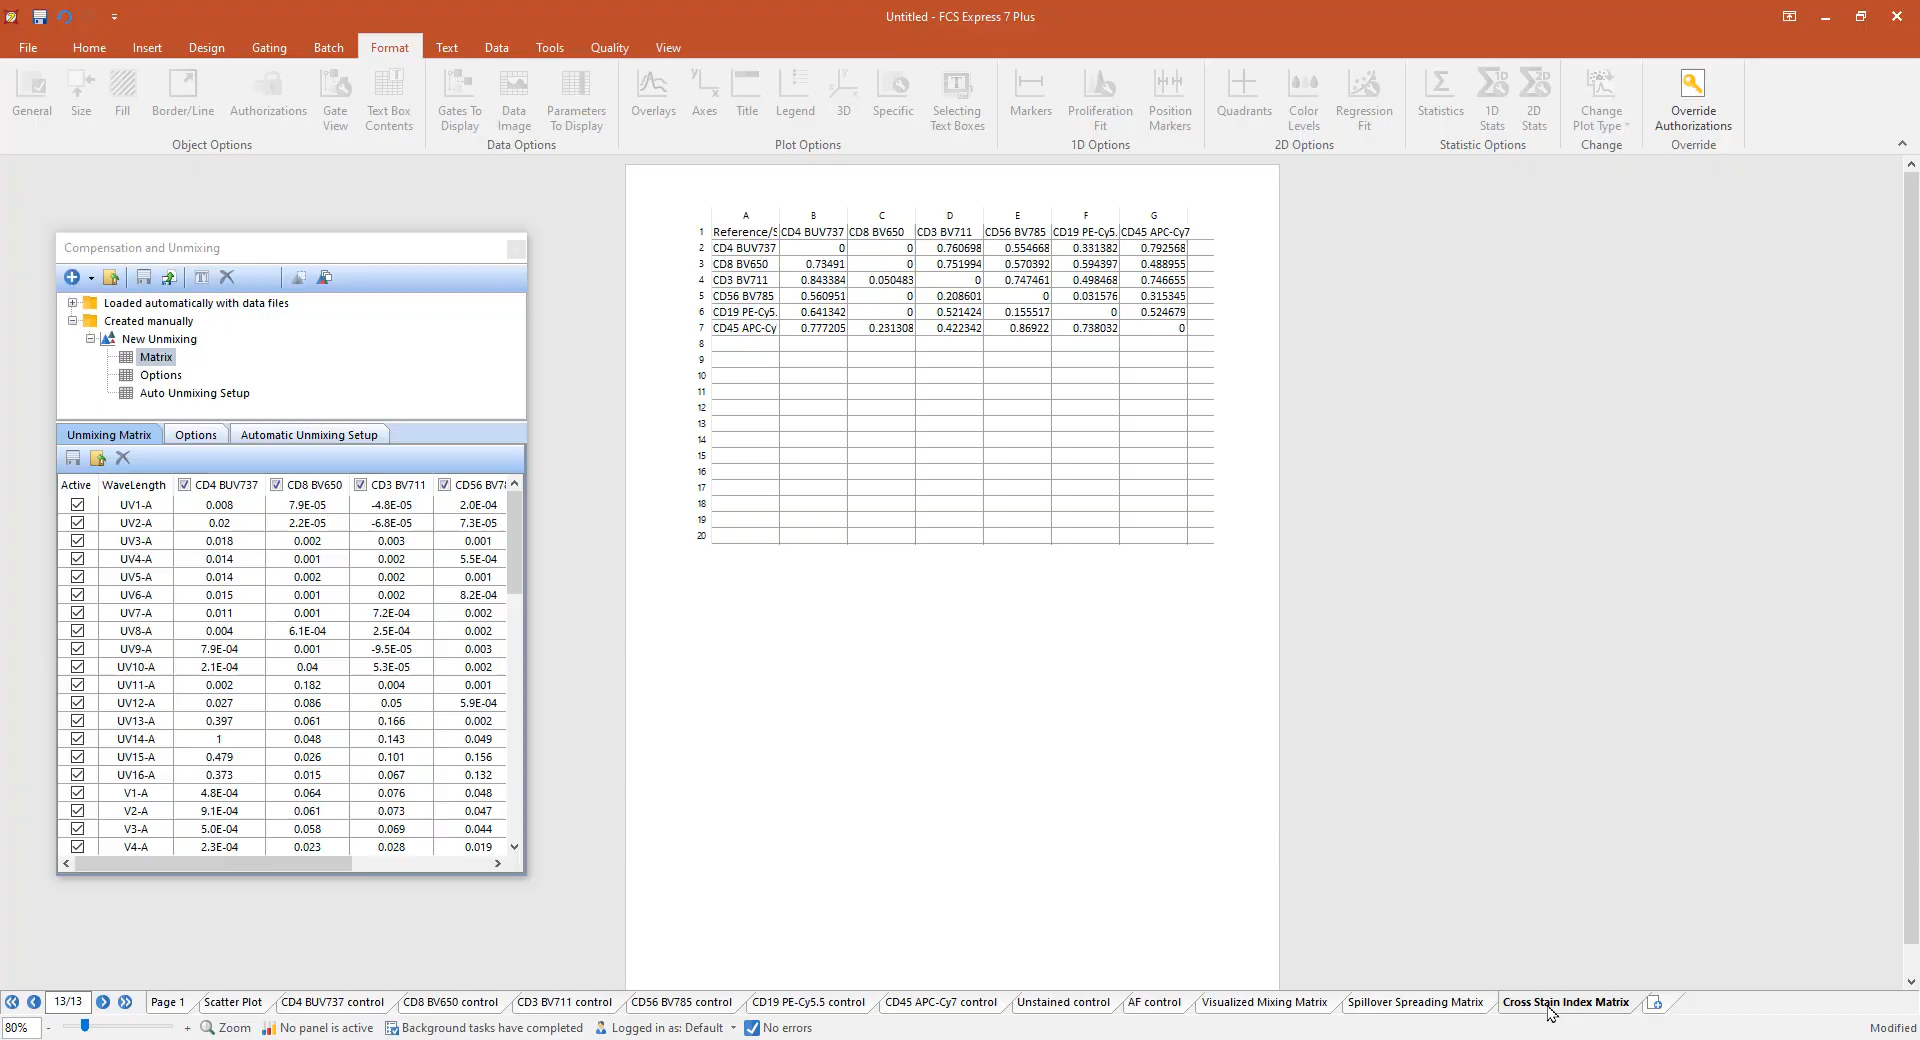 Untitled - FCS Express 7 Plus
File Home Insert Design Gating Batch Format Text Data Tools Quality View
General Size Fill Border/Line Authorizations Gate View Text Box Contents Gates To Display Data Image Parameters To Display Overlays Axes Title Legend 3D Specific Selecting Text Boxes Markers Proliferation Fit Position Markers Quadrants Color Levels Regression Fit Statistics 1D Stats 2D Stats Change Plot Type Override Authorizations
Object Options Data Options Plot Options 1D Options 2D Options Statistic Options Change Override
Compensation and Unmixing
Loaded automatically with data files
Created manually
New Unmixing
Matrix
Options
Auto Unmixing Setup
Unmixing Matrix Options Automatic Unmixing Setup
Active WaveLength CD4 BUV737 CD8 BV650 CD3 BV711 CD56 BV78
UV1-A 0.008 7.9E-05 -4.8E-05 2.0E-04
UV2-A 0.02 2.2E-05 -6.8E-05 7.3E-05
UV3-A 0.018 0.002 0.003 0.001
UV4-A 0.014 0.001 0.002 5.5E-04
UV5-A 0.014 0.002 0.002 0.001
UV6-A 0.015 0.001 0.002 8.2E-04
UV7-A 0.011 0.001 7.2E-04 0.002
UV8-A 0.004 6.1E-04 2.5E-04 0.002
UV9-A 7.9E-04 0.001 -9.5E-05 0.003
UV10-A 2.1E-04 0.04 5.3E-05 0.002
UV11-A 0.002 0.182 0.004 0.001
UV12-A 0.027 0.086 0.05 5.9E-04
UV13-A 0.397 0.061 0.166 0.002
UV14-A 1 0.048 0.143 0.049
UV15-A 0.479 0.026 0.101 0.156
UV16-A 0.373 0.015 0.067 0.132
V1-A 4.8E-04 0.064 0.076 0.048
V2-A 9.1E-04 0.061 0.073 0.047
V3-A 5.0E-04 0.058 0.069 0.044
V4-A 2.3E-04 0.023 0.028 0.019
A B C D E F G
1 Reference/S CD4 BUV737 CD8 BV650 CD3 BV711 CD56 BV785 CD19 PE-Cy5. CD45 APC-Cy7
2 CD4 BUV737 0 0 0.760698 0.554668 0.331382 0.792568
3 CD8 BV650 0.73491 0 0.751994 0.570392 0.594397 0.488955
4 CD3 BV711 0.843384 0.050483 0 0.747461 0.498468 0.746655
5 CD56 BV785 0.560951 0 0.208601 0 0.031576 0.315345
6 CD19 PE-Cy5. 0.641342 0 0.521424 0.155517 0 0.524679
7 CD45 APC-Cy 0.777205 0.231308 0.422342 0.86922 0.738032 0
8
9
10
11
12
13
14
15
16
17
18
19
20
13/13 Page 1 Scatter Plot CD4 BUV737 control CD8 BV650 control CD3 BV711 control CD56 BV785 control CD19 PE-Cy5.5 control CD45 APC-Cy7 control Unstained control AF control Visualized Mixing Matrix Spillover Spreading Matrix Cross Stain Index Matrix
80% - + Zoom No panel is active Background tasks have completed Logged in as: Default No errors Modified